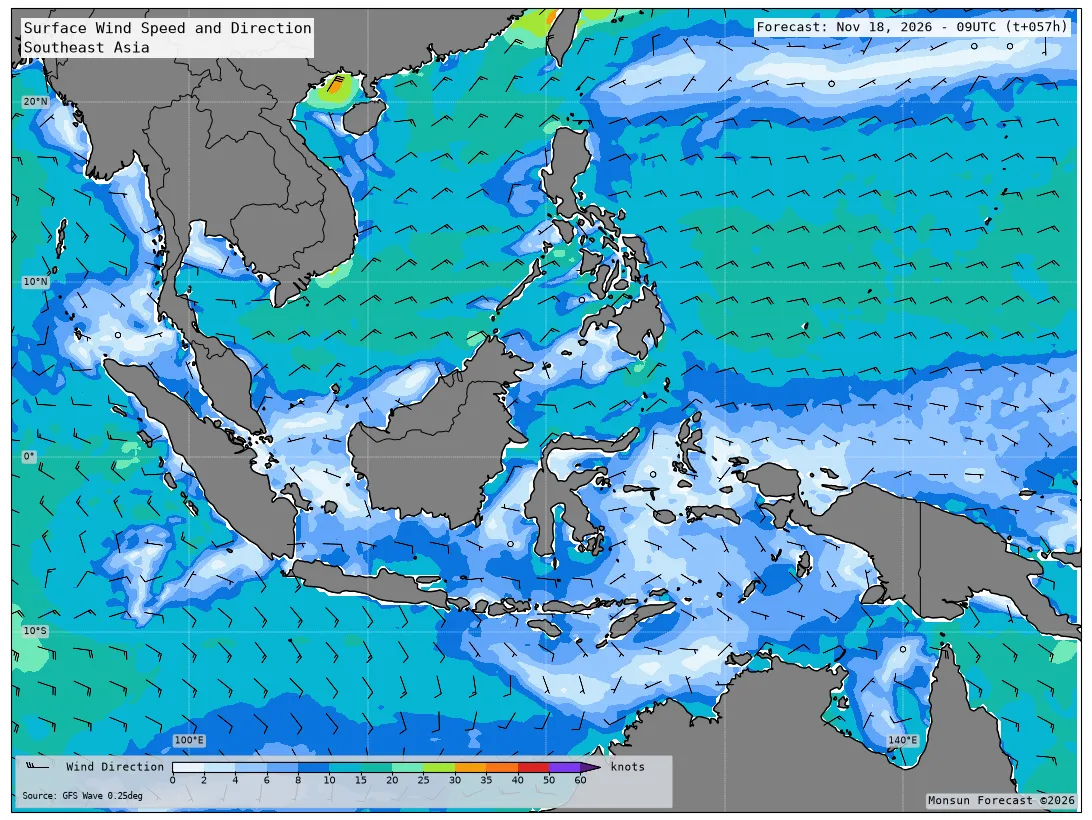 Surface Wind Speed and Direction
Southeast Asia
Forecast: Nov 18, 2026 - 09UTC (t+057h)
20°N
10°N
0°
10°S
100°E
140°E
Wind Direction
knots
0 2 4 6 8 10 15 20 25 30 35 40 50 60
Source: GFS Wave 0.25deg
Monsun Forecast ©2026